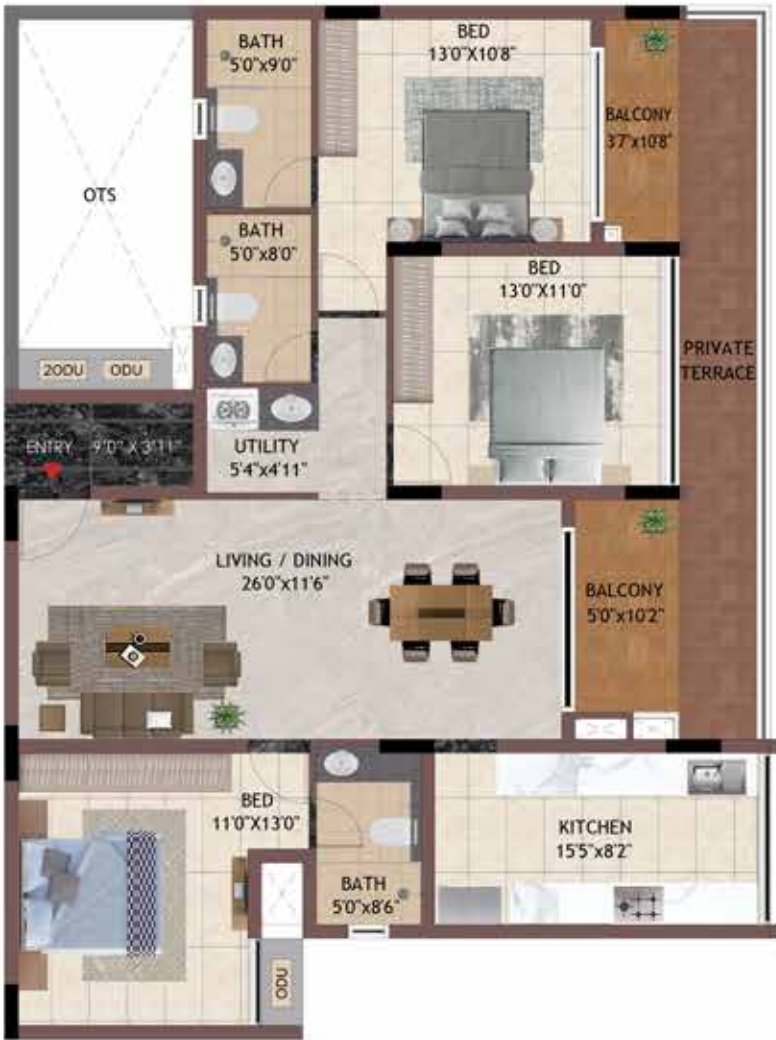 BATH
5'0"x9'0"
BED
13'0"X10'8"
BALCONY
3'7"x10'8"
OTS
BATH
5'0"x8'0"
BED
13'0"X11'0"
PRIVATE
TERRACE
2ODU
ODU
ENTRY
9'0" X 3'11"
UTILITY
5'4"x4'11"
LIVING / DINING
26'0"x11'6"
BALCONY
5'0"x10'2"
BED
11'0"X13'0"
KITCHEN
15'5"x8'2"
BATH
5'0"x8'6"
ODU